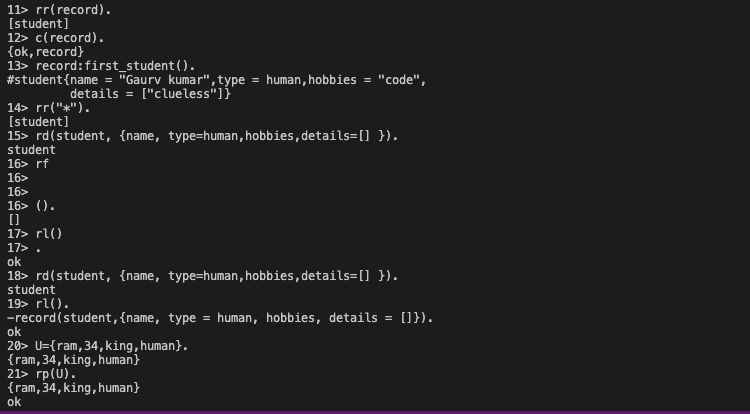 11> rr(record).
[student]
12> c(record).
{ok,record}
13> record:first_student().
#student{name = "Gaurv kumar",type = human,hobbies = "code",
         details = ["clueless"]}
14> rr("*").
[student]
15> rd(student, {name, type=human,hobbies,details=[] }).
student
16> rf
16>
16>
16> ().
[]
17> rl()
17> .
ok
18> rd(student, {name, type=human,hobbies,details=[] }).
student
19> rl().
-record(student,{name, type = human, hobbies, details = []}).
ok
20> U={ram,34,king,human}.
{ram,34,king,human}
21> rp(U).
{ram,34,king,human}
ok